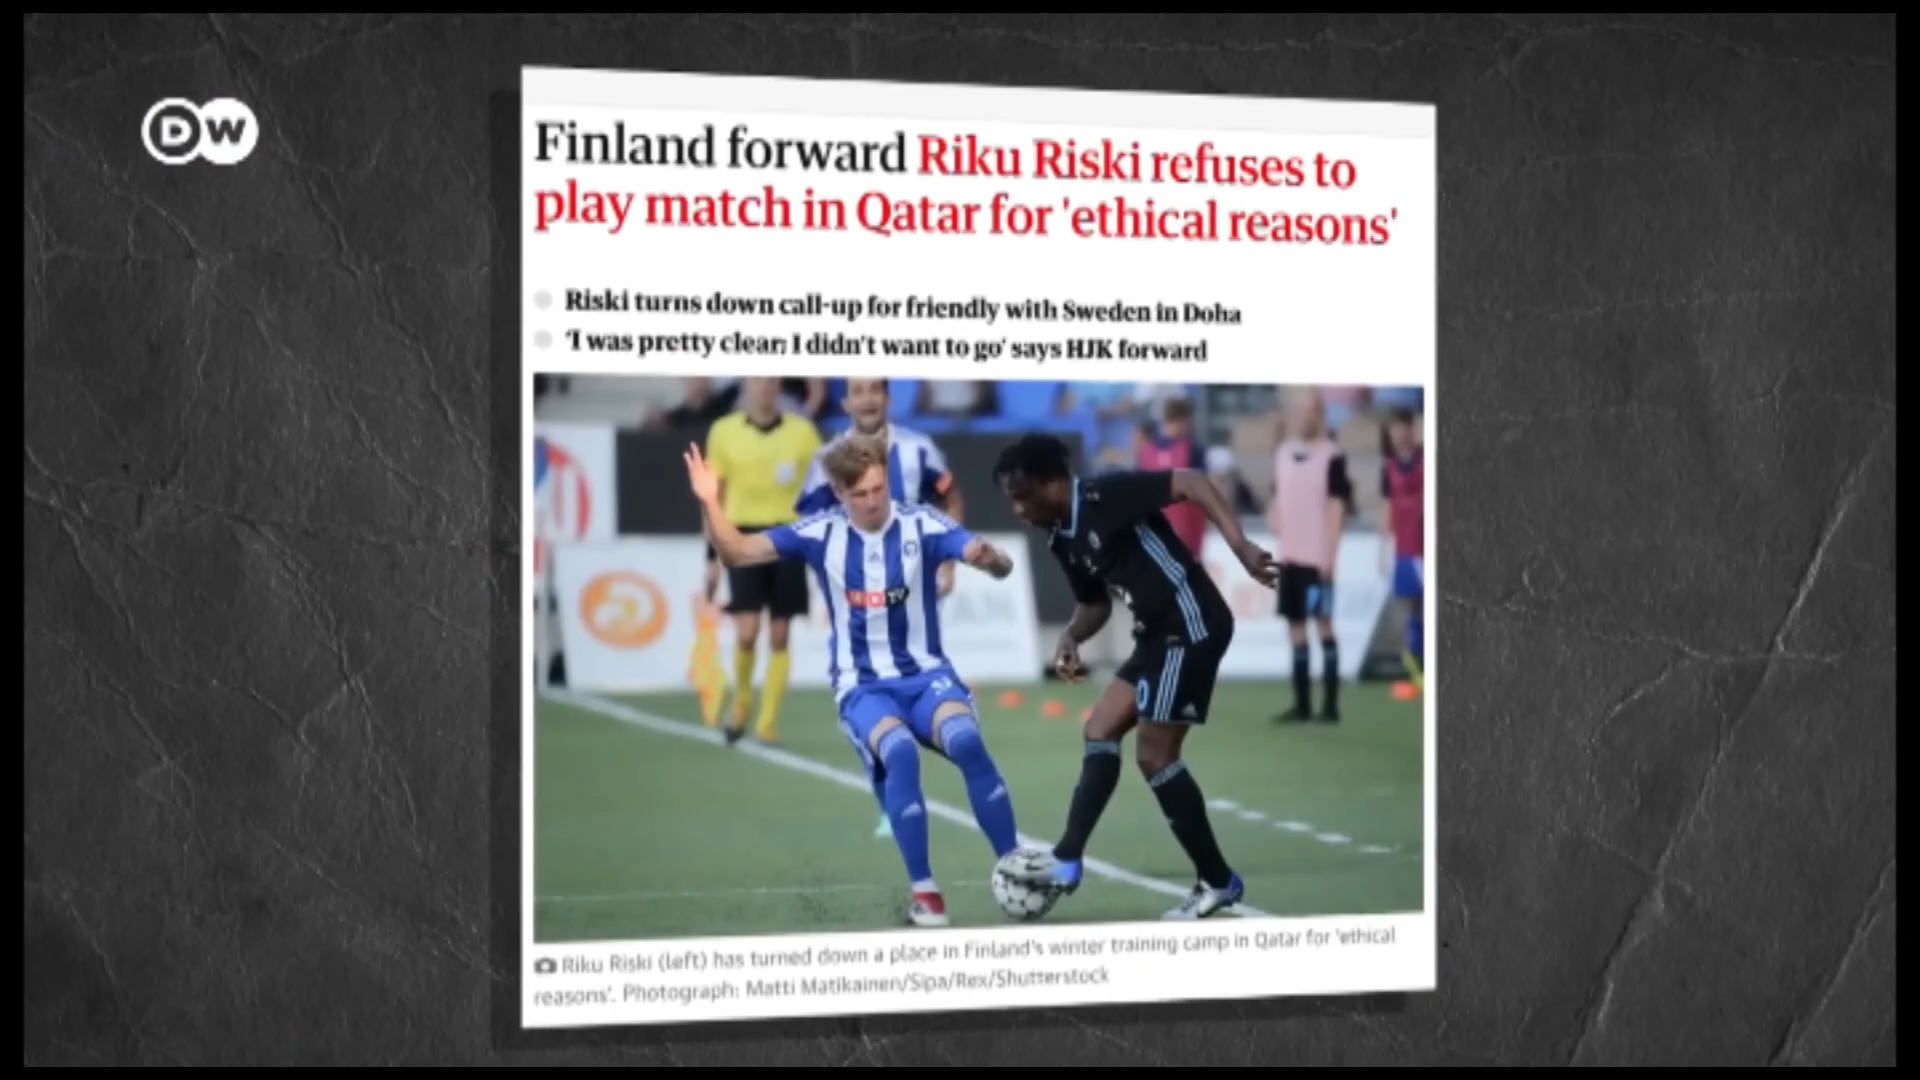 DW
Finland forward Riku Riski refuses to
play match in Qatar for 'ethical reasons'
Riski turns down call-up for friendly with Sweden in Doha
'I was pretty clear; I didn't want to go' says HJK forward
TV
Riku Riski (left) has turned down a place in Finland's winter training camp in Qatar for 'ethical
reasons'. Photograph: Matti Matikainen/Sipa/Rex/Shutterstock